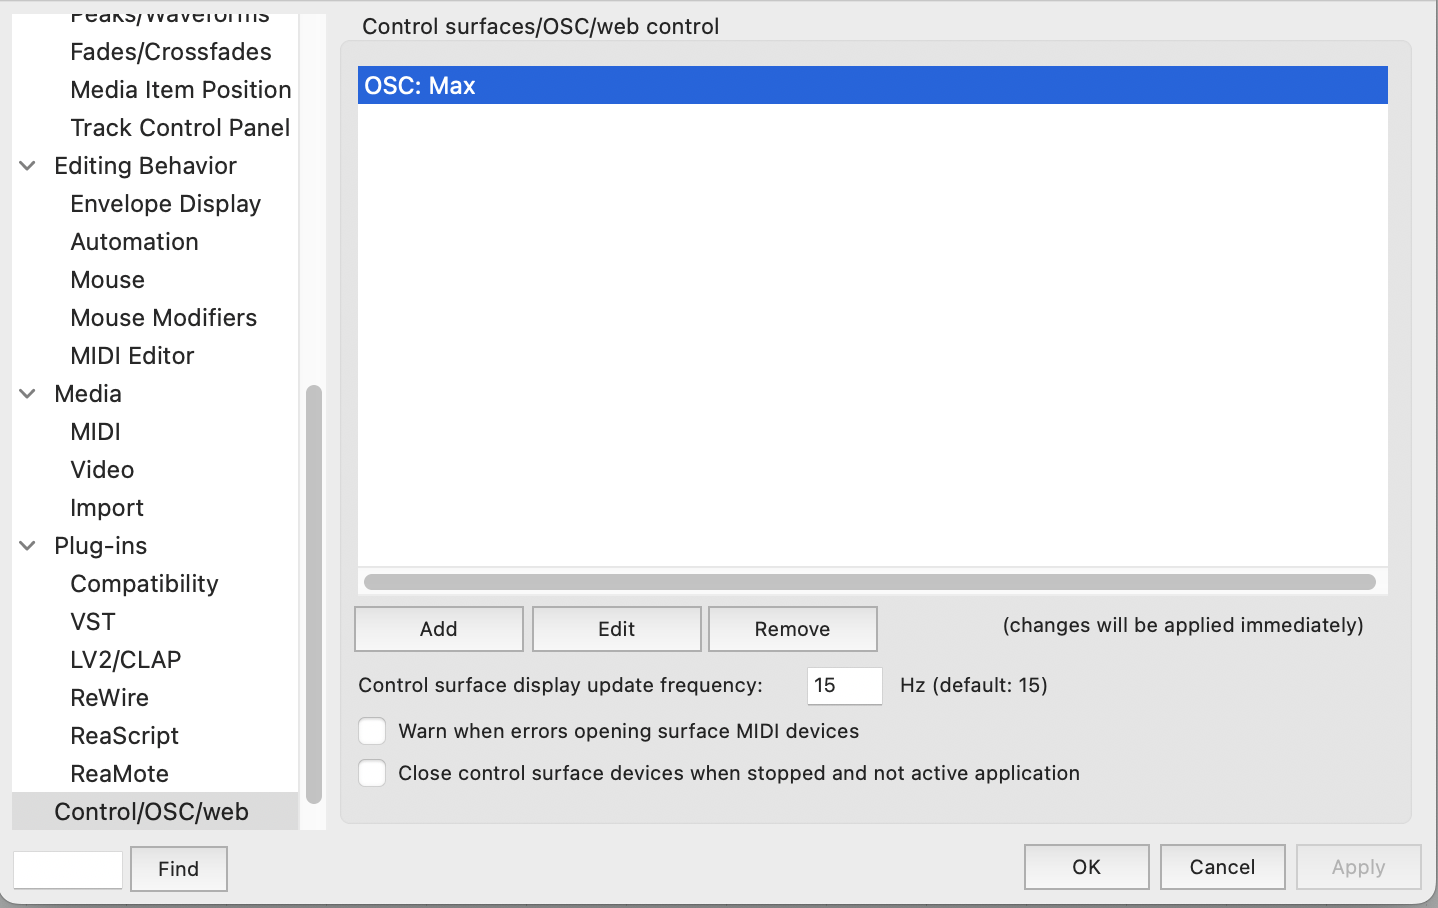 Peaks/Waveforms
Fades/Crossfades
Media Item Position
Track Control Panel
Editing Behavior
Envelope Display
Automation
Mouse
Mouse Modifiers
MIDI Editor
Media
MIDI
Video
Import
Plug-ins
Compatibility
VST
LV2/CLAP
ReWire
ReaScript
ReaMote
Control/OSC/web
Find
Control surfaces/OSC/web control
OSC: Max
Add
Edit
Remove
(changes will be applied immediately)
Control surface display update frequency: 15 Hz (default: 15)
Warn when errors opening surface MIDI devices
Close control surface devices when stopped and not active application
OK
Cancel
Apply